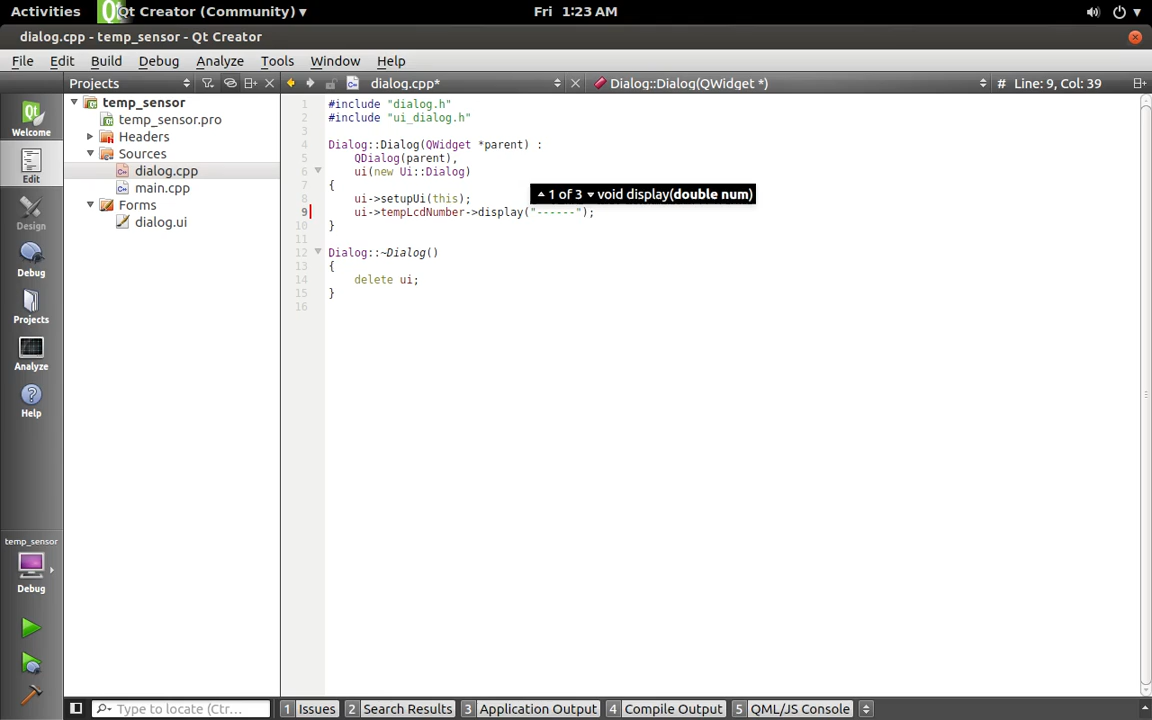 Activities Qt Creator (Community) ▾ Fri 1:23 AM
dialog.cpp - temp_sensor - Qt Creator
File Edit Build Debug Analyze Tools Window Help
Projects dialog.cpp* Dialog::Dialog(QWidget *) # Line: 9, Col: 39
Welcome
Edit
Design
Debug
Projects
Analyze
Help
temp_sensor
Debug
temp_sensor
temp_sensor.pro
Headers
Sources
dialog.cpp
main.cpp
Forms
dialog.ui
1 #include "dialog.h"
2 #include "ui_dialog.h"
3
4 Dialog::Dialog(QWidget *parent) :
5 QDialog(parent),
6 ui(new Ui::Dialog)
7 {
1 of 3 void display(double num)
8 ui->setupUi(this);
9 ui->tempLcdNumber->display("------");
10 }
11
12 Dialog::~Dialog()
13 {
14 delete ui;
15 }
16
Type to locate (Ctr... 1 Issues 2 Search Results 3 Application Output 4 Compile Output 5 QML/JS Console